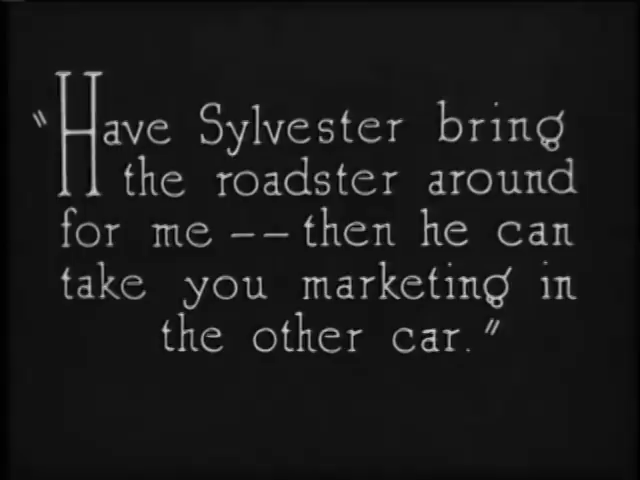 "Have Sylvester bring
the roadster around
for me -- then he can
take you marketing in
the other car."